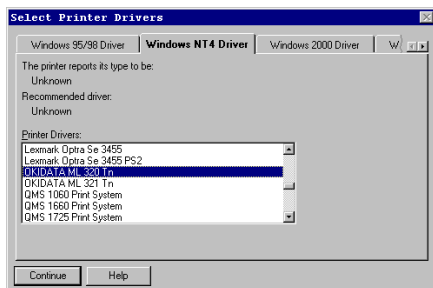 Select Printer Drivers
Windows 95/98 Driver
Windows NT4 Driver
Windows 2000 Driver
W
The printer reports its type to be:
Unknown
Recommended driver:
Unknown
Printer Drivers:
Lexmark Optra Se 3455
Lexmark Optra Se 3455 PS2
OKIDATA ML 320 Tn
OKIDATA ML 321 Tn
QMS 1060 Print System
QMS 1660 Print System
QMS 1725 Print System
Continue
Help